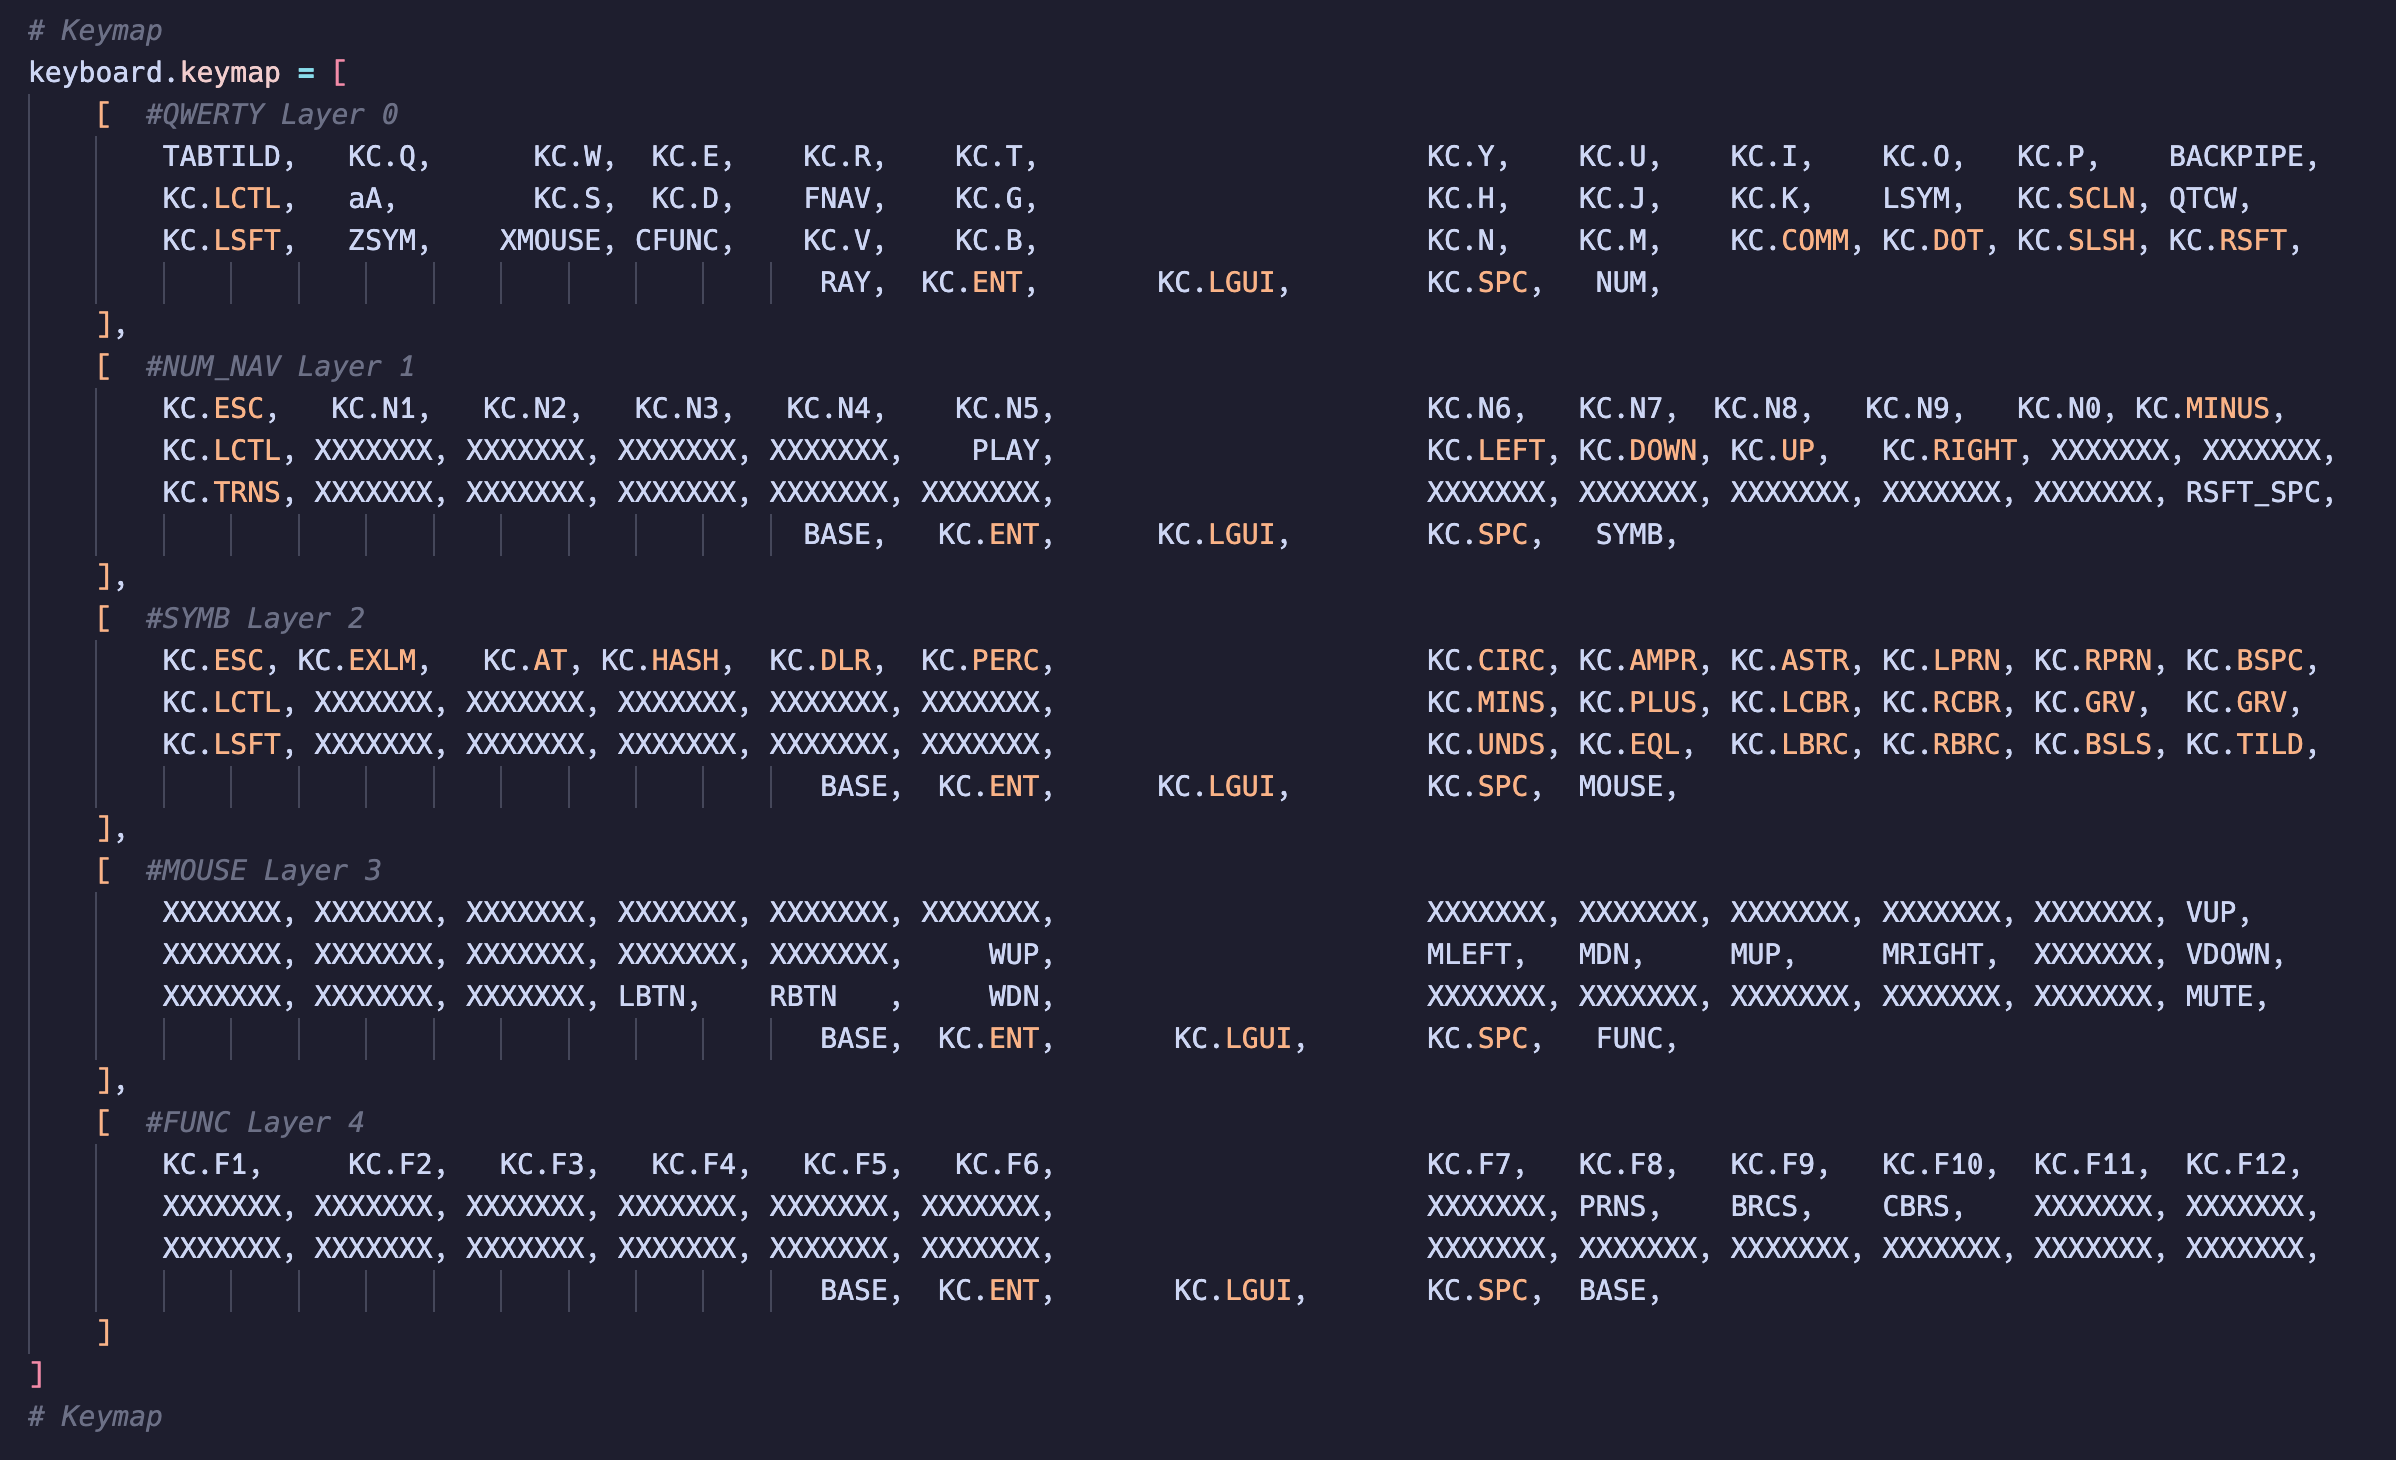 # Keymap
keyboard.keymap = [
[ #QWERTY Layer 0
TABTILD, KC.Q, KC.W, KC.E, KC.R, KC.T, KC.Y, KC.U, KC.I, KC.O, KC.P, BACKPIPE,
KC.LCTL, aA, KC.S, KC.D, FNAV, KC.G, KC.H, KC.J, KC.K, LSYM, KC.SCLN, QTCW,
KC.LSFT, ZSYM, XMOUSE, CFUNC, KC.V, KC.B, KC.N, KC.M, KC.COMM, KC.DOT, KC.SLSH, KC.RSFT,
RAY, KC.ENT, KC.LGUI, KC.SPC, NUM,
],
[ #NUM_NAV Layer 1
KC.ESC, KC.N1, KC.N2, KC.N3, KC.N4, KC.N5, KC.N6, KC.N7, KC.N8, KC.N9, KC.N0, KC.MINUS,
KC.LCTL, XXXXXXX, XXXXXXX, XXXXXXX, XXXXXXX, PLAY, KC.LEFT, KC.DOWN, KC.UP, KC.RIGHT, XXXXXXX, XXXXXXX,
KC.TRNS, XXXXXXX, XXXXXXX, XXXXXXX, XXXXXXX, XXXXXXX, XXXXXXX, XXXXXXX, XXXXXXX, XXXXXXX, XXXXXXX, RSFT_SPC,
BASE, KC.ENT, KC.LGUI, KC.SPC, SYMB,
],
[ #SYMB Layer 2
KC.ESC, KC.EXLM, KC.AT, KC.HASH, KC.DLR, KC.PERC, KC.CIRC, KC.AMPR, KC.ASTR, KC.LPRN, KC.RPRN, KC.BSPC,
KC.LCTL, XXXXXXX, XXXXXXX, XXXXXXX, XXXXXXX, XXXXXXX, KC.MINS, KC.PLUS, KC.LCBR, KC.RCBR, KC.GRV, KC.GRV,
KC.LSFT, XXXXXXX, XXXXXXX, XXXXXXX, XXXXXXX, XXXXXXX, KC.UNDS, KC.EQL, KC.LBRC, KC.RBRC, KC.BSLS, KC.TILD,
BASE, KC.ENT, KC.LGUI, KC.SPC, MOUSE,
],
[ #MOUSE Layer 3
XXXXXXX, XXXXXXX, XXXXXXX, XXXXXXX, XXXXXXX, XXXXXXX, XXXXXXX, XXXXXXX, XXXXXXX, XXXXXXX, XXXXXXX, VUP,
XXXXXXX, XXXXXXX, XXXXXXX, XXXXXXX, XXXXXXX, WUP, MLEFT, MDN, MUP, MRIGHT, XXXXXXX, VDOWN,
XXXXXXX, XXXXXXX, XXXXXXX, LBTN, RBTN , WDN, XXXXXXX, XXXXXXX, XXXXXXX, XXXXXXX, XXXXXXX, MUTE,
BASE, KC.ENT, KC.LGUI, KC.SPC, FUNC,
],
[ #FUNC Layer 4
KC.F1, KC.F2, KC.F3, KC.F4, KC.F5, KC.F6, KC.F7, KC.F8, KC.F9, KC.F10, KC.F11, KC.F12,
XXXXXXX, XXXXXXX, XXXXXXX, XXXXXXX, XXXXXXX, XXXXXXX, XXXXXXX, PRNS, BRCS, CBRS, XXXXXXX, XXXXXXX,
XXXXXXX, XXXXXXX, XXXXXXX, XXXXXXX, XXXXXXX, XXXXXXX, XXXXXXX, XXXXXXX, XXXXXXX, XXXXXXX, XXXXXXX, XXXXXXX,
BASE, KC.ENT, KC.LGUI, KC.SPC, BASE,
]
]
# Keymap